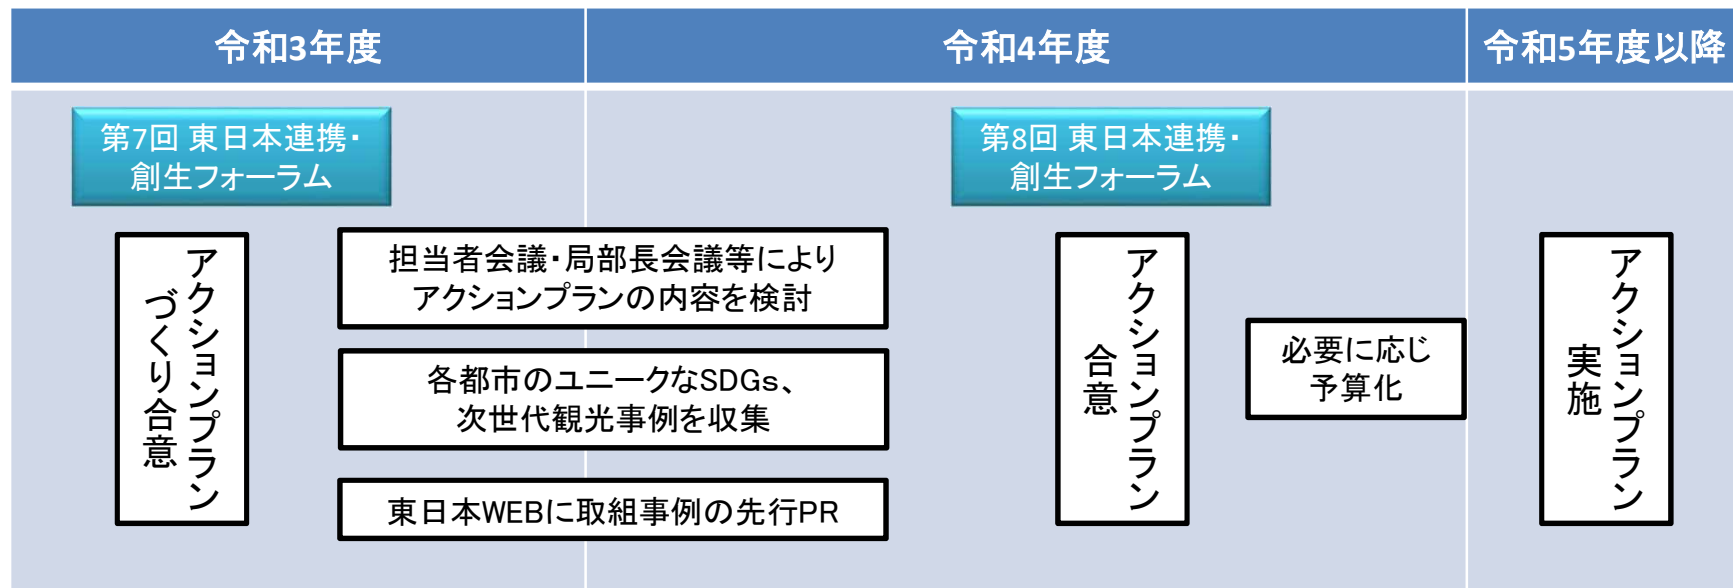 令和3年度
令和4年度
令和5年度以降
第7回 東日本連携・
創生フォーラム
第8回 東日本連携・
創生フォーラム
アクションプラン
づくり合意
担当者会議・局部長会議等により
アクションプランの内容を検討
各都市のユニークなSDGs、
次世代観光事例を収集
東日本WEBに取組事例の先行PR
アクションプラン
合意
必要に応じ
予算化
アクションプラン
実施